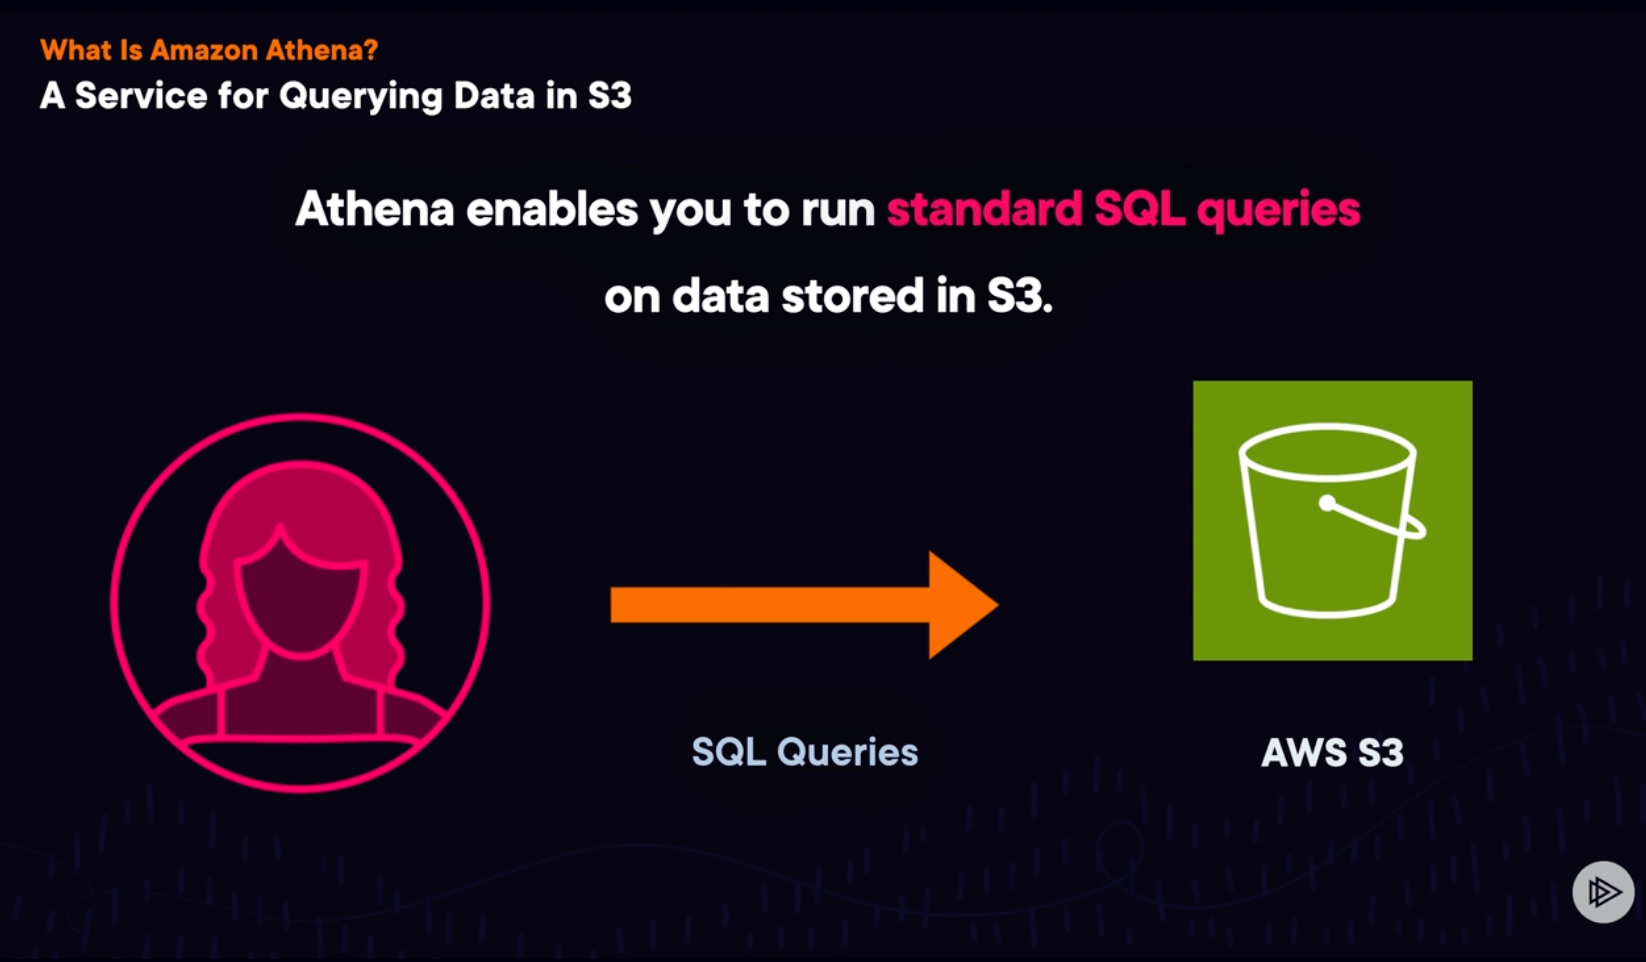 What Is Amazon Athena?
A Service for Querying Data in S3
Athena enables you to run standard SQL queries
on data stored in S3.
SQL Queries
AWS S3